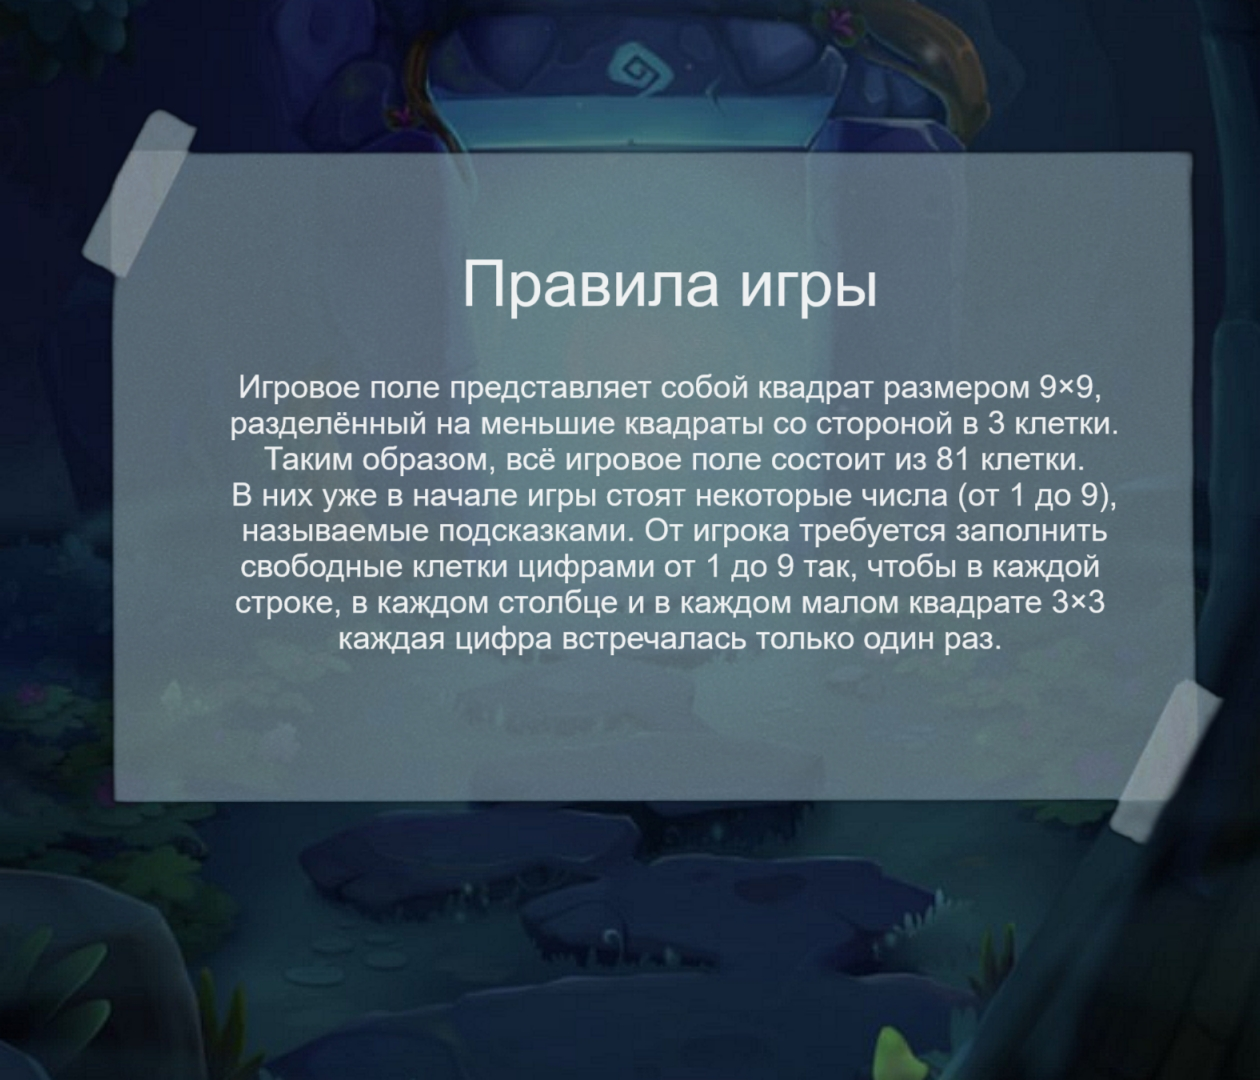 Правила игры
Игровое поле представляет собой квадрат размером 9×9,
разделённый на меньшие квадраты со стороной в 3 клетки.
Таким образом, всё игровое поле состоит из 81 клетки.
В них уже в начале игры стоят некоторые числа (от 1 до 9),
называемые подсказками. От игрока требуется заполнить
свободные клетки цифрами от 1 до 9 так, чтобы в каждой
строке, в каждом столбце и в каждом малом квадрате 3×3
каждая цифра встречалась только один раз.